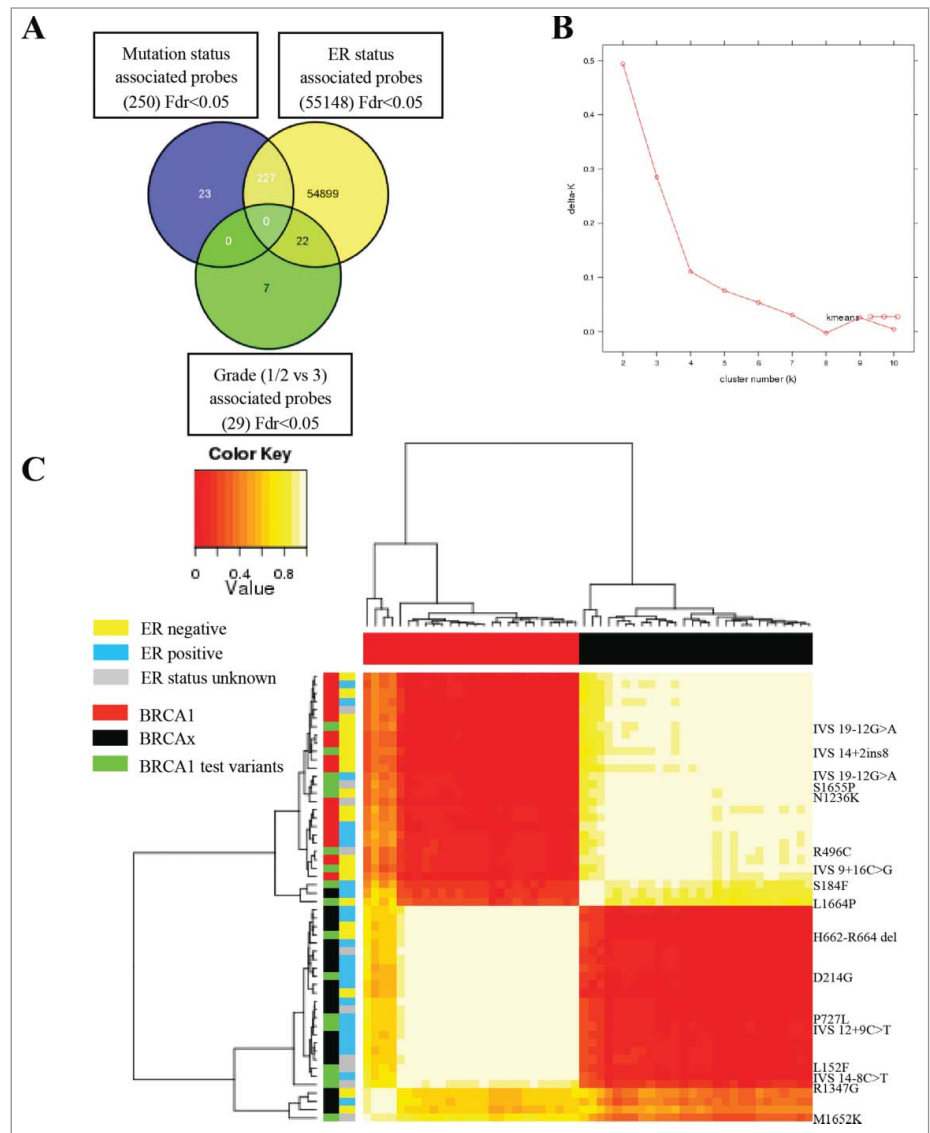 A
Mutation status
associated probes
(250) Fdr<0.05
ER status
associated probes
(55148) Fdr<0.05
23
227
54899
0
0
22
7
Grade (1/2 vs 3)
associated probes
(29) Fdr<0.05
B
0.5
0.4
0.3
0.2
0.1
0.0
delta-K
kmeans
2 3 4 5 6 7 8 9 10
cluster number (k)
C
Color Key
0 0.4 0.8
Value
ER negative
ER positive
ER status unknown
BRCA1
BRCAx
BRCA1 test variants
IVS 19-12G>A
IVS 14+2ins8
IVS 19-12G>A
S1655P
N1236K
R496C
IVS 9+16C>G
S184F
L1664P
H662-R664 del
D214G
P727L
IVS 12+9C>T
L152F
IVS 14-8C>T
R1347G
M1652K